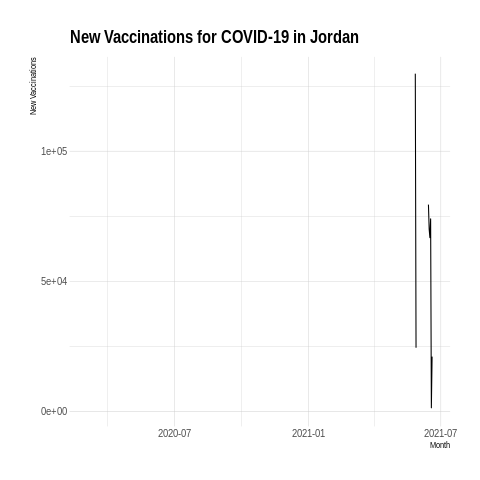 New Vaccinations for COVID-19 in Jordan
New Vaccinations
1e+05
5e+04
0e+00
2020-07
2021-01
2021-07
Month